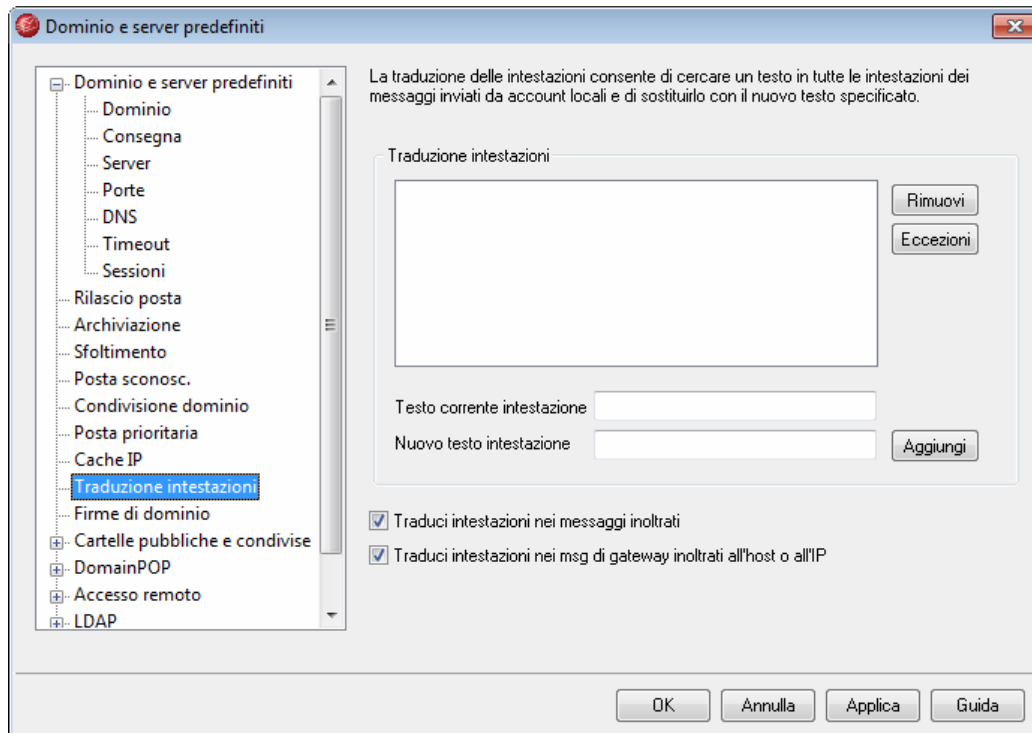 Dominio e server predefiniti
Dominio e server predefiniti
Dominio
Consegna
Server
Porte
DNS
Timeout
Sessioni
Rilascio posta
Archiviazione
Sfoltimento
Posta sconosc.
Condivisione dominio
Posta prioritaria
Cache IP
Traduzione intestazioni
Firme di dominio
Cartelle pubbliche e condivise
DomainPOP
Accesso remoto
LDAP
La traduzione delle intestazioni consente di cercare un testo in tutte le intestazioni dei
messaggi inviati da account locali e di sostituirlo con il nuovo testo specificato.
Traduzione intestazioni
Rimuovi
Eccezioni
Testo corrente intestazione
Nuovo testo intestazione
Aggiungi
Traduci intestazioni nei messaggi inoltrati
Traduci intestazioni nei msg di gateway inoltrati all'host o all'IP
OK
Annulla
Applica
Guida